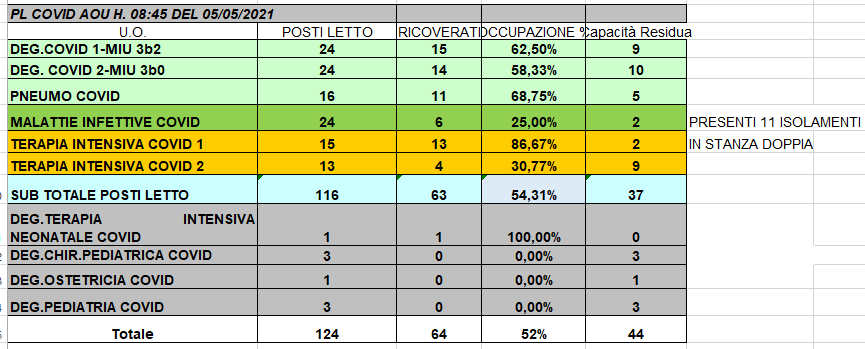 PL COVID AOU H. 08:45 DEL 05/05/2021
U.O. POSTI LETTO RICOVERATI OCCUPAZIONE % Capacità Residua
DEG.COVID 1-MIU 3b2 24 15 62,50% 9
DEG. COVID 2-MIU 3b0 24 14 58,33% 10
PNEUMO COVID 16 11 68,75% 5
MALATTIE INFETTIVE COVID 24 6 25,00% 2 PRESENTI 11 ISOLAMENTI
TERAPIA INTENSIVA COVID 1 15 13 86,67% 2 IN STANZA DOPPIA
TERAPIA INTENSIVA COVID 2 13 4 30,77% 9
SUB TOTALE POSTI LETTO 116 63 54,31% 37
DEG.TERAPIA INTENSIVA
NEONATALE COVID 1 1 100,00% 0
DEG.CHIR.PEDIATRICA COVID 3 0 0,00% 3
DEG.OSTETRICIA COVID 1 0 0,00% 1
DEG.PEDIATRIA COVID 3 0 0,00% 3
Totale 124 64 52% 44